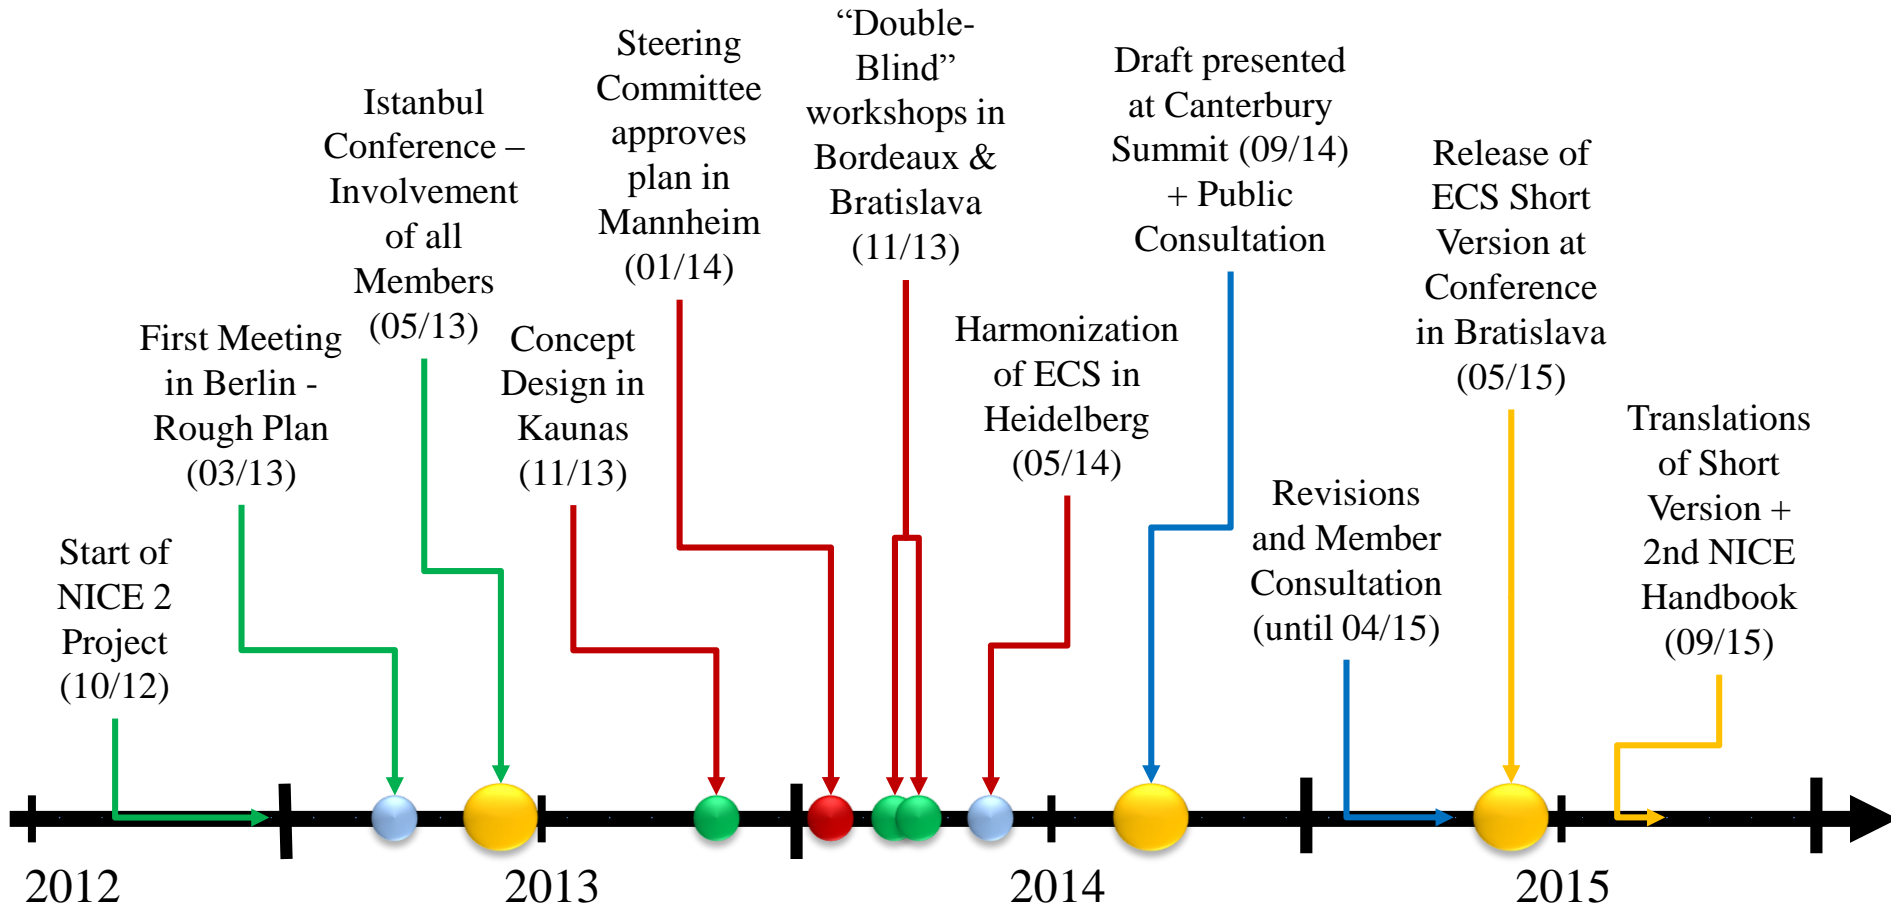 Start of
NICE 2
Project
(10/12)
First Meeting
in Berlin -
Rough Plan
(03/13)
Istanbul
Conference –
Involvement
of all
Members
(05/13)
Concept
Design in
Kaunas
(11/13)
Steering
Committee
approves
plan in
Mannheim
(01/14)
“Double-
Blind”
workshops in
Bordeaux &
Bratislava
(11/13)
Harmonization
of ECS in
Heidelberg
(05/14)
Draft presented
at Canterbury
Summit (09/14)
+ Public
Consultation
Revisions
and Member
Consultation
(until 04/15)
Release of
ECS Short
Version at
Conference
in Bratislava
(05/15)
Translations
of Short
Version +
2nd NICE
Handbook
(09/15)
2012
2013
2014
2015